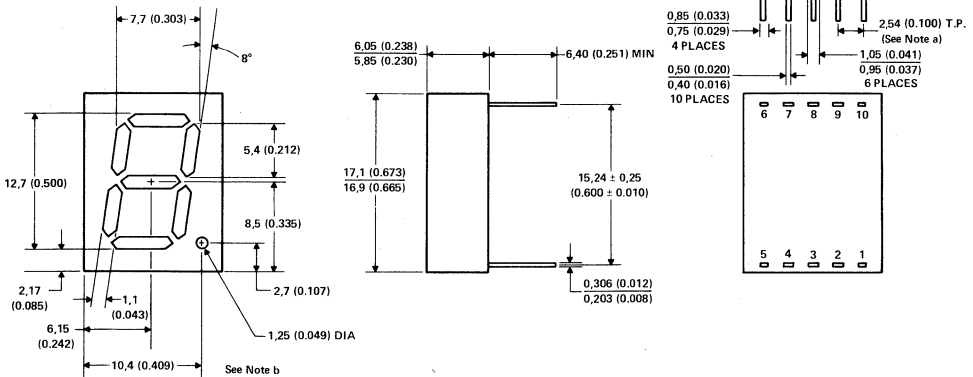 7,7 (0.303)
8°
5,4 (0.212)
12,7 (0.500)
8,5 (0.335)
2,17
(0.085)
1,1
(0.043)
2,7 (0.107)
6,15
(0.242)
1,25 (0.049) DIA
10,4 (0.409)
See Note b
6,05 (0.238)
5,85 (0.230)
6,40 (0.251) MIN
17,1 (0.673)
16,9 (0.665)
15,24 ± 0,25
(0.600 ± 0.010)
0,306 (0.012)
0,203 (0.008)
0,85 (0.033)
0,75 (0.029)
4 PLACES
2,54 (0.100) T.P.
(See Note a)
1,05 (0.041)
0,95 (0.037)
6 PLACES
0,50 (0.020)
0,40 (0.016)
10 PLACES
6 7 8 9 10
5 4 3 2 1